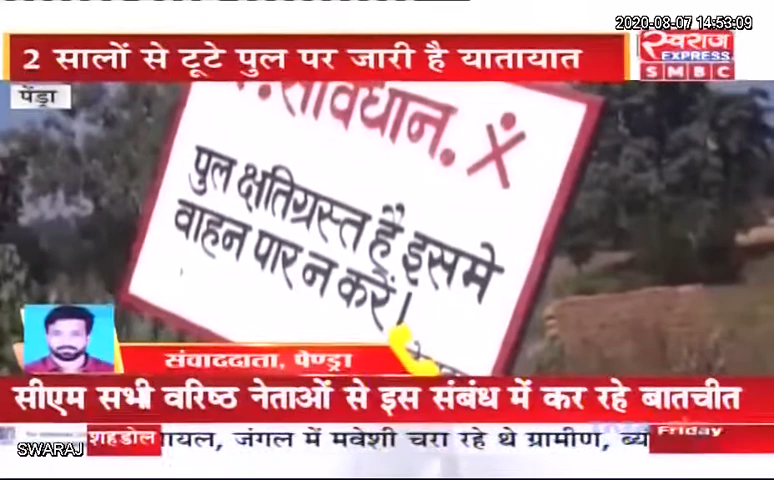 2020-08-07 14:53:09
2 सालों से टूटे पुल पर जारी है यातायात
स्वराज
EXPRESS
SMBC
पेंड्रा
सावधान.
पुल क्षतिग्रस्त है इसमे
वाहन पार न करें।
संवाददाता, पेण्ड्रा
सीएम सभी वरिष्ठ नेताओं से इस संबंध में कर रहे बातचीत
शहडोल
जंगल में मवेशी चरा रहे थे ग्रामीण,
Friday
SWARAJ